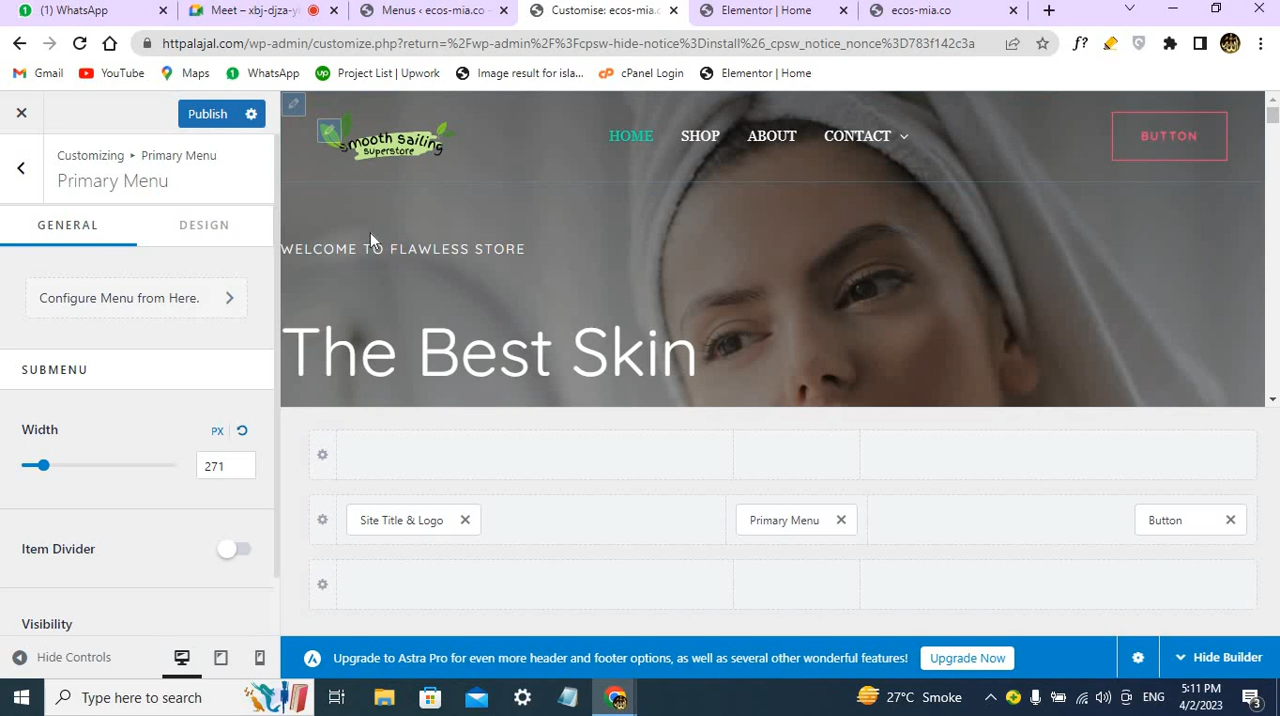 (1) WhatsApp
Meet – xbj-djza-yi
Menus ‹ ecos-mia.co –
Customise: ecos-mia.c
Elementor | Home
ecos-mia.co
httpalajal.com/wp-admin/customize.php?return=%2Fwp-admin%2F%3Fcpsw-hide-notice%3Dinstall%26_cpsw_notice_nonce%3D783f142c3a
Gmail
YouTube
Maps
WhatsApp
Project List | Upwork
Image result for isla...
cPanel Login
Elementor | Home
Publish
Customizing ▸ Primary Menu
Primary Menu
GENERAL
DESIGN
Configure Menu from Here.
SUBMENU
Width
PX
271
Item Divider
Visibility
Hide Controls
smooth sailing
superstore
HOME
SHOP
ABOUT
CONTACT
BUTTON
WELCOME TO FLAWLESS STORE
The Best Skin
Site Title & Logo
Primary Menu
Button
Upgrade to Astra Pro for even more header and footer options, as well as several other wonderful features!
Upgrade Now
Hide Builder
Type here to search
27°C Smoke
ENG
5:11 PM
4/2/2023
3